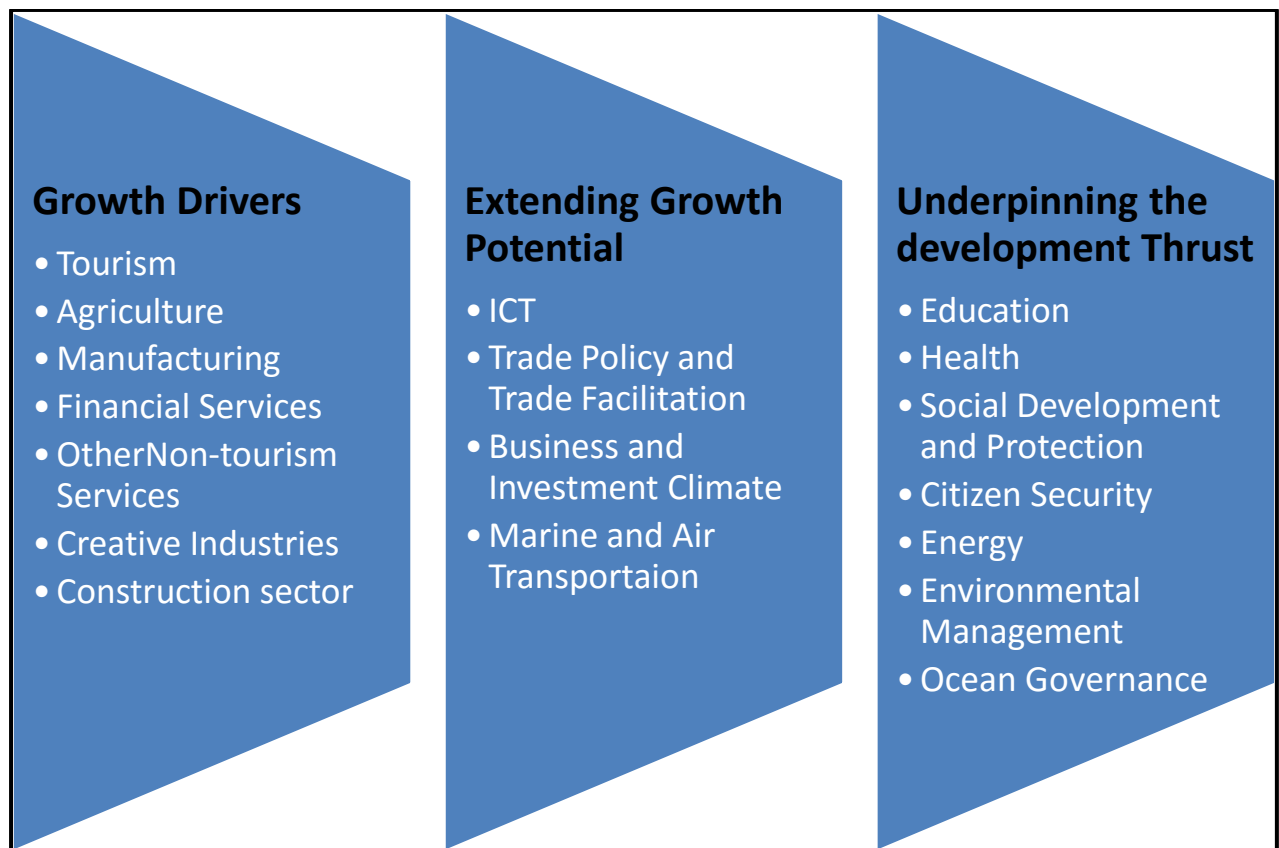 Growth Drivers
• Tourism
• Agriculture
• Manufacturing
• Financial Services
• OtherNon-tourism
Services
• Creative Industries
• Construction sector
Extending Growth
Potential
• ICT
• Trade Policy and
Trade Facilitation
• Business and
Investment Climate
• Marine and Air
Transportaion
Underpinning the
development Thrust
• Education
• Health
• Social Development
and Protection
• Citizen Security
• Energy
• Environmental
Management
• Ocean Governance